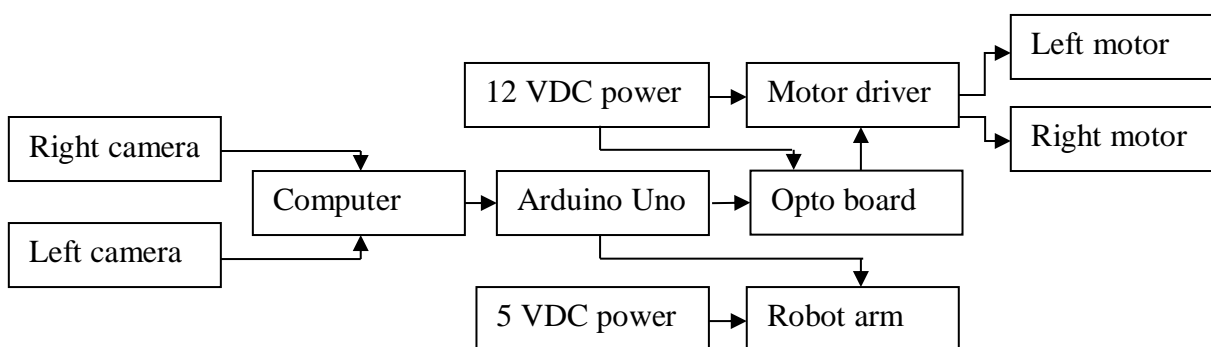 Left motor
12 VDC power
Motor driver
Right camera
Right motor
Computer
Arduino Uno
Opto board
Left camera
5 VDC power
Robot arm